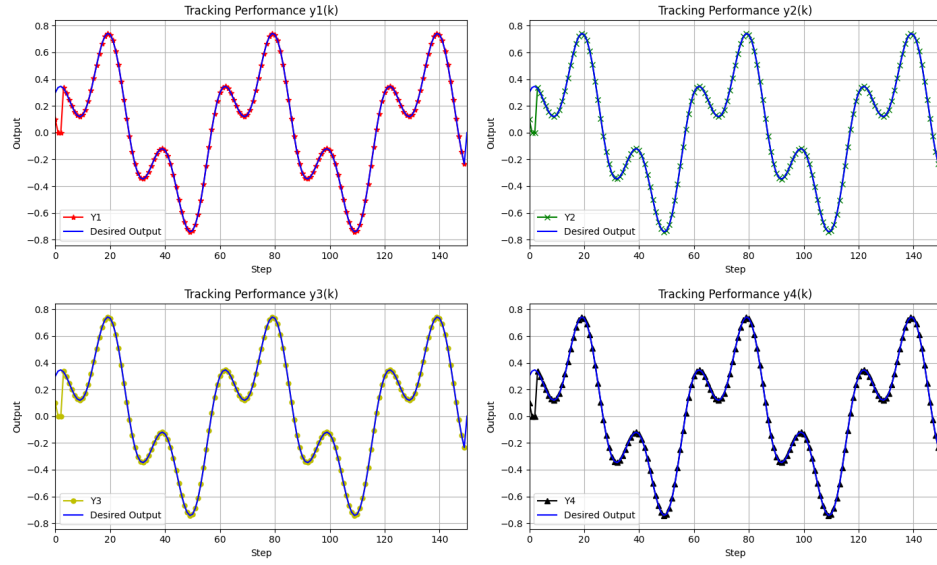 Tracking Performance y1(k)
Output
0.8
0.6
0.4
0.2
0.0
−0.2
−0.4
−0.6
−0.8
Y1
Desired Output
0 20 40 60 80 100 120 140
Step
Tracking Performance y2(k)
Output
0.8
0.6
0.4
0.2
0.0
−0.2
−0.4
−0.6
−0.8
Y2
Desired Output
0 20 40 60 80 100 120 140
Step
Tracking Performance y3(k)
Output
0.8
0.6
0.4
0.2
0.0
−0.2
−0.4
−0.6
−0.8
Y3
Desired Output
0 20 40 60 80 100 120 140
Step
Tracking Performance y4(k)
Output
0.8
0.6
0.4
0.2
0.0
−0.2
−0.4
−0.6
−0.8
Y4
Desired Output
0 20 40 60 80 100 120 140
Step